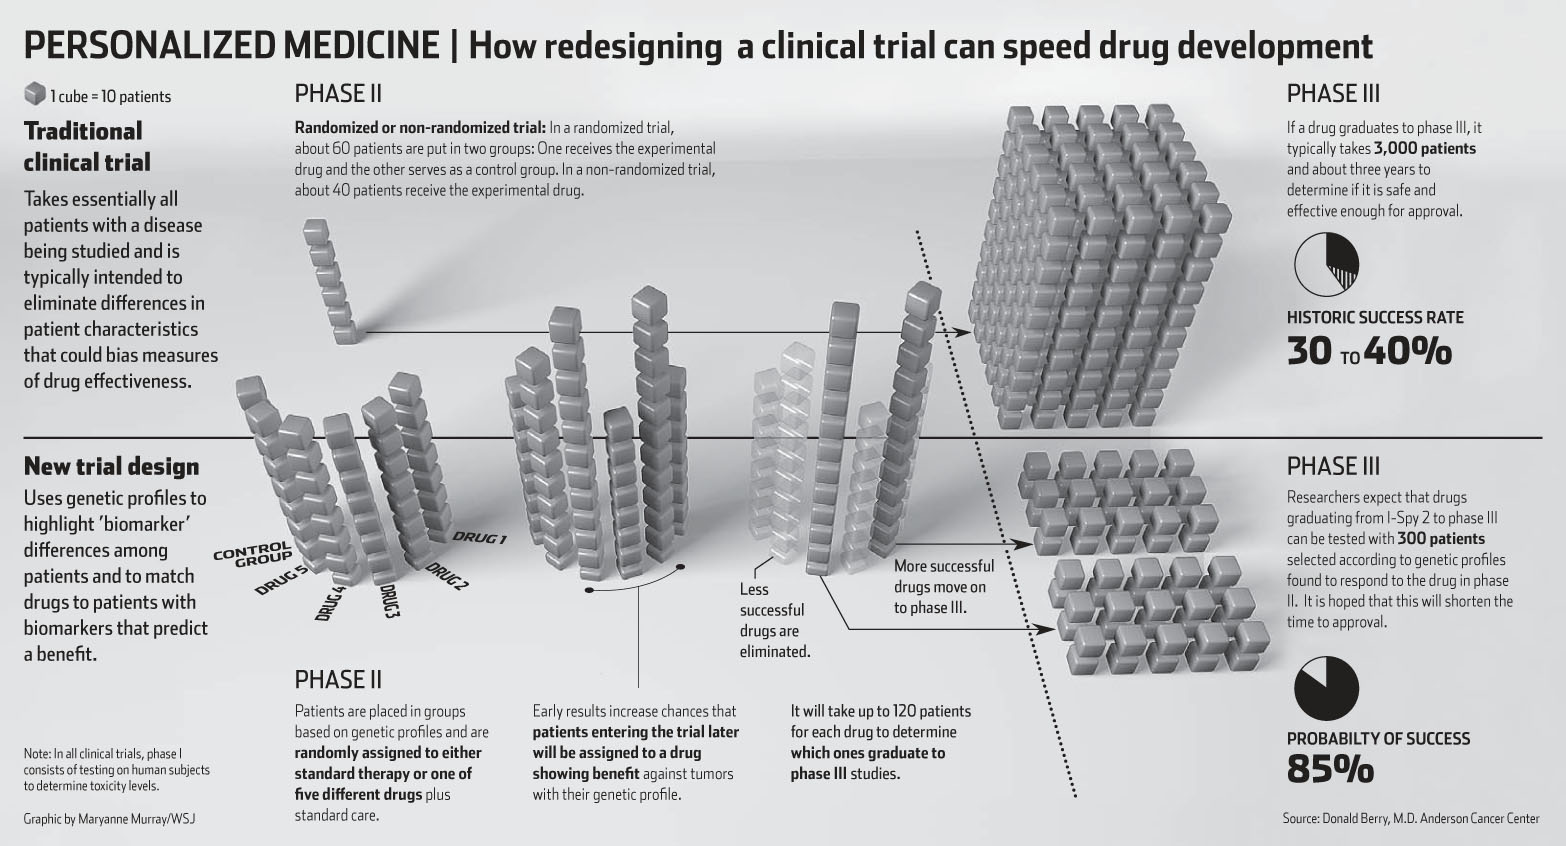 PERSONALIZED MEDICINE | How redesigning a clinical trial can speed drug development
1 cube = 10 patients
Traditional
clinical trial
Takes essentially all
patients with a disease
being studied and is
typically intended to
eliminate differences in
patient characteristics
that could bias measures
of drug effectiveness.
PHASE II
Randomized or non-randomized trial: In a randomized trial,
about 60 patients are put in two groups: One receives the experimental
drug and the other serves as a control group. In a non-randomized trial,
about 40 patients receive the experimental drug.
PHASE III
If a drug graduates to phase III, it
typically takes 3,000 patients
and about three years to
determine if it is safe and
effective enough for approval.
HISTORIC SUCCESS RATE
30 TO 40%
New trial design
Uses genetic profiles to
highlight 'biomarker'
differences among
patients and to match
drugs to patients with
biomarkers that predict
a benefit.
CONTROL
GROUP
DRUG 5
DRUG 4
DRUG 3
DRUG 2
DRUG 1
PHASE II
Patients are placed in groups
based on genetic profiles and are
randomly assigned to either
standard therapy or one of
five different drugs plus
standard care.
Early results increase chances that
patients entering the trial later
will be assigned to a drug
showing benefit against tumors
with their genetic profile.
Less
successful
drugs are
eliminated.
More successful
drugs move on
to phase III.
It will take up to 120 patients
for each drug to determine
which ones graduate to
phase III studies.
PHASE III
Researchers expect that drugs
graduating from I-Spy 2 to phase III
can be tested with 300 patients
selected according to genetic profiles
found to respond to the drug in phase
II. It is hoped that this will shorten the
time to approval.
PROBABILTY OF SUCCESS
85%
Note: In all clinical trials, phase I
consists of testing on human subjects
to determine toxicity levels.
Graphic by Maryanne Murray/WSJ
Source: Donald Berry, M.D. Anderson Cancer Center